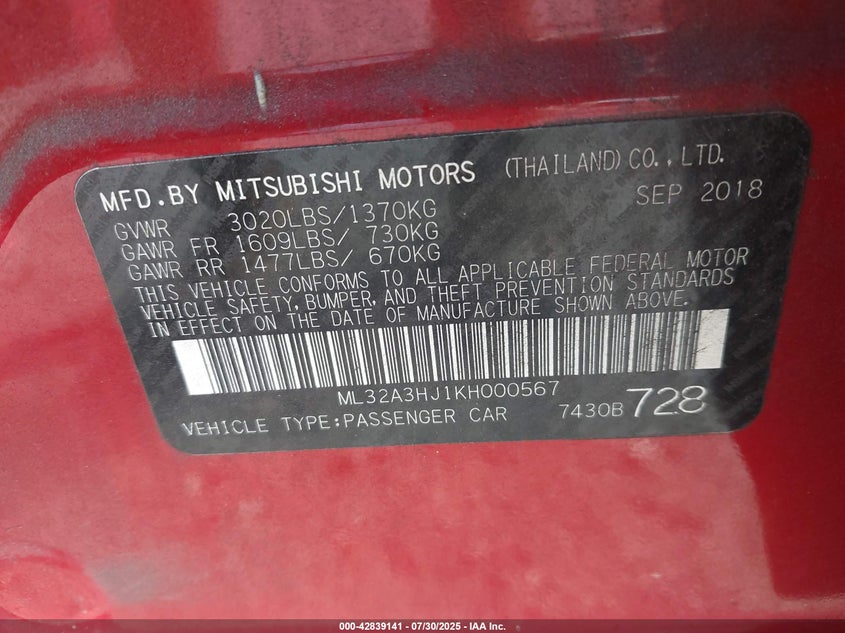 MFD.BY MITSUBISHI MOTORS (THAILAND) CO.,LTD.
SEP 2018
GVWR 3020LBS/1370KG
GAWR FR 1609LBS/ 730KG
GAWR RR 1477LBS/ 670KG
THIS VEHICLE CONFORMS TO ALL APPLICABLE FEDERAL MOTOR
VEHICLE SAFETY, BUMPER, AND THEFT PREVENTION STANDARDS
IN EFFECT ON THE DATE OF MANUFACTURE SHOWN ABOVE.
ML32A3HJ1KH000567
VEHICLE TYPE:PASSENGER CAR 7430B 728
000-42839141 - 07/30/2025 - IAA Inc.